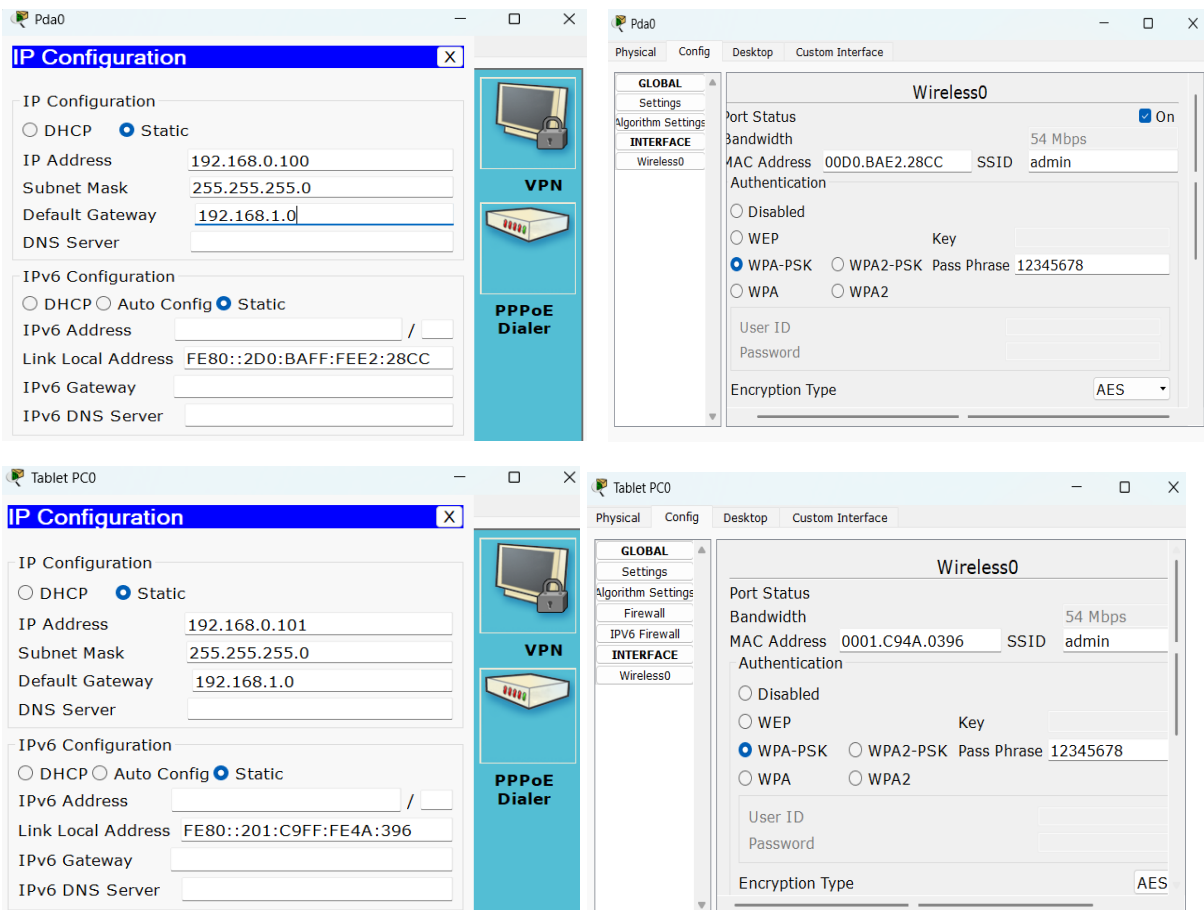 Pda0
IP Configuration
X
IP Configuration
DHCP Static
IP Address 192.168.0.100
Subnet Mask 255.255.255.0
Default Gateway 192.168.1.0
DNS Server
IPv6 Configuration
DHCP Auto Config Static
IPv6 Address /
Link Local Address FE80::2D0:BAFF:FEE2:28CC
IPv6 Gateway
IPv6 DNS Server
VPN
PPPoE
Dialer
Pda0
Physical Config Desktop Custom Interface
GLOBAL
Settings
Algorithm Settings
INTERFACE
Wireless0
Wireless0
Port Status On
Bandwidth 54 Mbps
MAC Address 00D0.BAE2.28CC SSID admin
Authentication
Disabled
WEP Key
WPA-PSK WPA2-PSK Pass Phrase 12345678
WPA WPA2
User ID
Password
Encryption Type AES
Tablet PC0
IP Configuration
X
IP Configuration
DHCP Static
IP Address 192.168.0.101
Subnet Mask 255.255.255.0
Default Gateway 192.168.1.0
DNS Server
IPv6 Configuration
DHCP Auto Config Static
IPv6 Address /
Link Local Address FE80::201:C9FF:FE4A:396
IPv6 Gateway
IPv6 DNS Server
VPN
PPPoE
Dialer
Tablet PC0
Physical Config Desktop Custom Interface
GLOBAL
Settings
Algorithm Settings
Firewall
IPV6 Firewall
INTERFACE
Wireless0
Wireless0
Port Status
Bandwidth 54 Mbps
MAC Address 0001.C94A.0396 SSID admin
Authentication
Disabled
WEP Key
WPA-PSK WPA2-PSK Pass Phrase 12345678
WPA WPA2
User ID
Password
Encryption Type AES